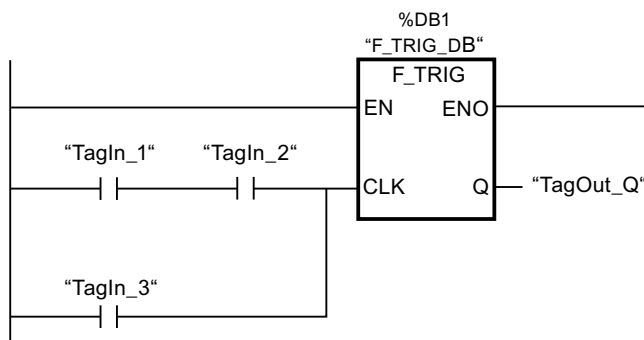 %DB1
“F_TRIG_DB“
F_TRIG
EN ENO
“TagIn_1“ “TagIn_2“
CLK Q “TagOut_Q“
“TagIn_3“